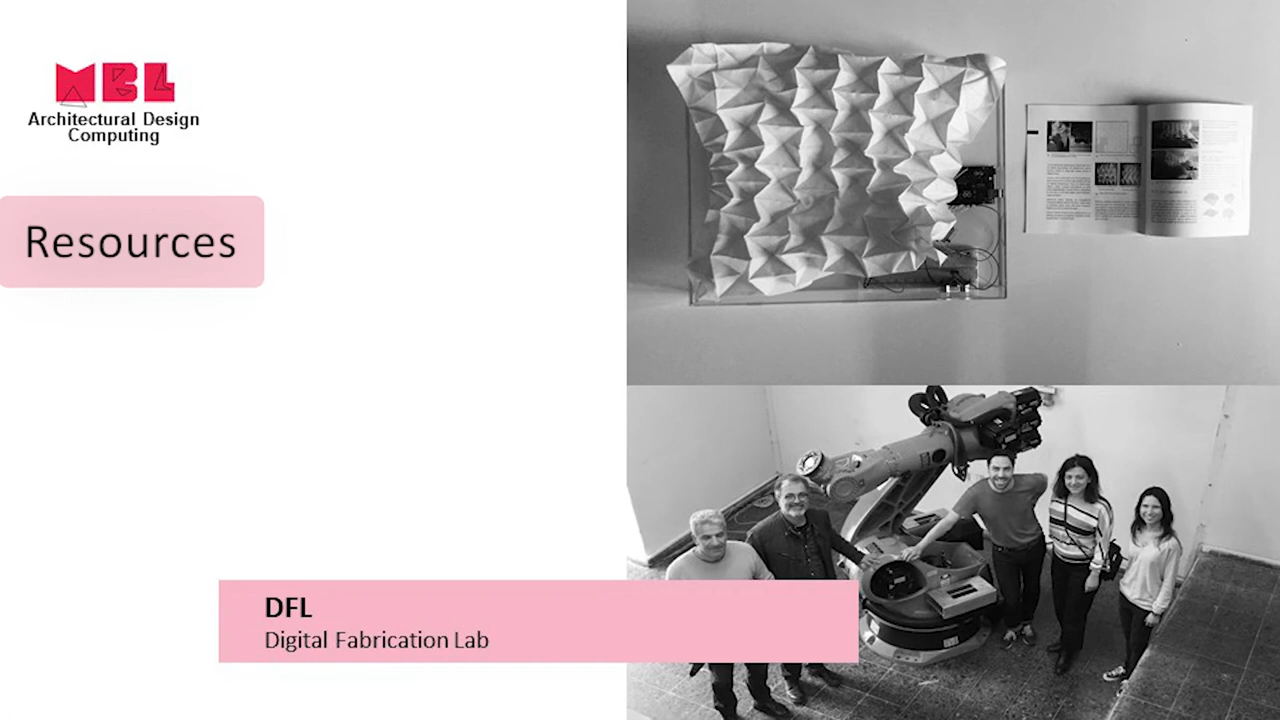 MBL
Architectural Design
Computing
Resources
DFL
Digital Fabrication Lab